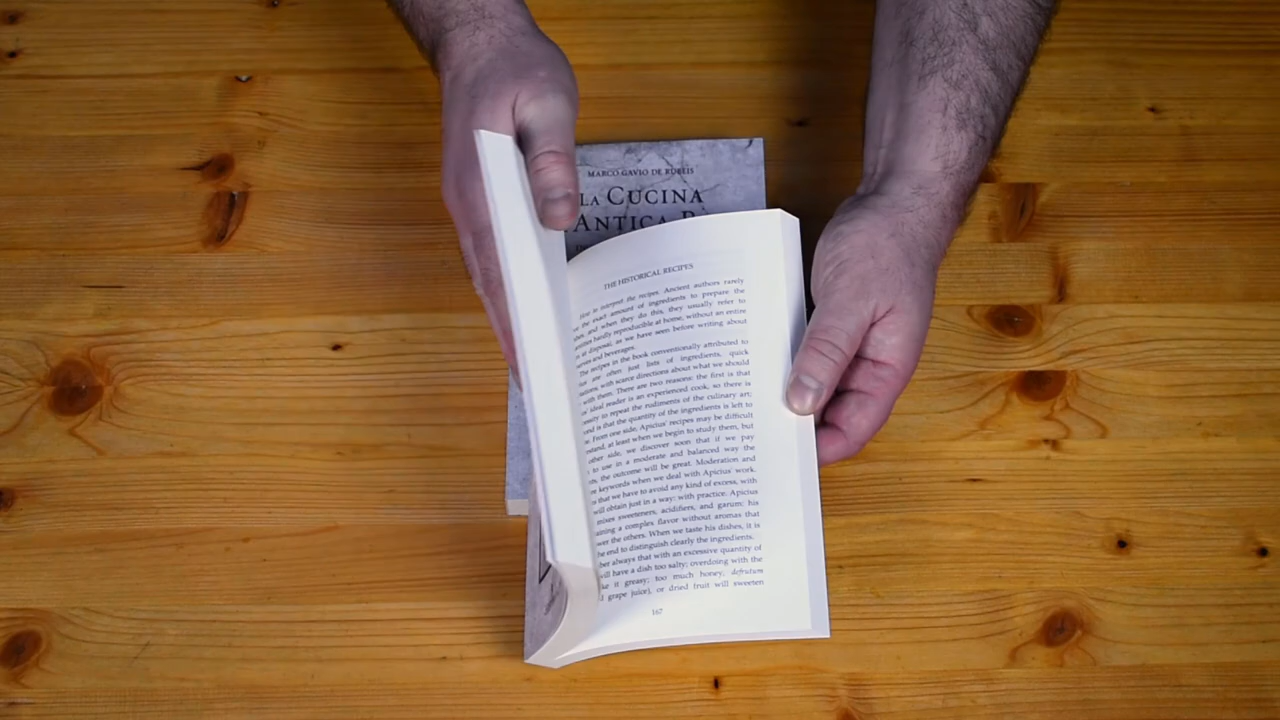 MARCO GAVIO DE RUBEIS
LA CUCINA
ANTICA R
THE HISTORICAL RECIPES
How to interpret the recipes. Ancient authors rarely
the exact amount of ingredients to prepare the
and when they do this, they usually refer to
hardly reproducible at home, without an entire
at disposal, as we have seen before writing about
and beverages.
The recipes in the book conventionally attributed to
are often just lists of ingredients, quick
with scarce directions about what we should
with them. There are two reasons: the first is that
ideal reader is an experienced cook, so there is
to repeat the rudiments of the culinary art;
is that the quantity of the ingredients is left to
From one side, Apicius' recipes may be difficult
at least when we begin to study them, but
other side, we discover soon that if we pay
to use in a moderate and balanced way the
the outcome will be great. Moderation and
keywords when we deal with Apicius' work.
that we have to avoid any kind of excess, with
will obtain just in a way: with practice. Apicius
mixes sweeteners, acidifiers, and garum; his
a complex flavor without aromas that
the others. When we taste his dishes, it is
end to distinguish clearly the ingredients.
always that with an excessive quantity of
will have a dish too salty; overdoing with the
it greasy; too much honey, defrutum
grape juice), or dried fruit will sweeten
167